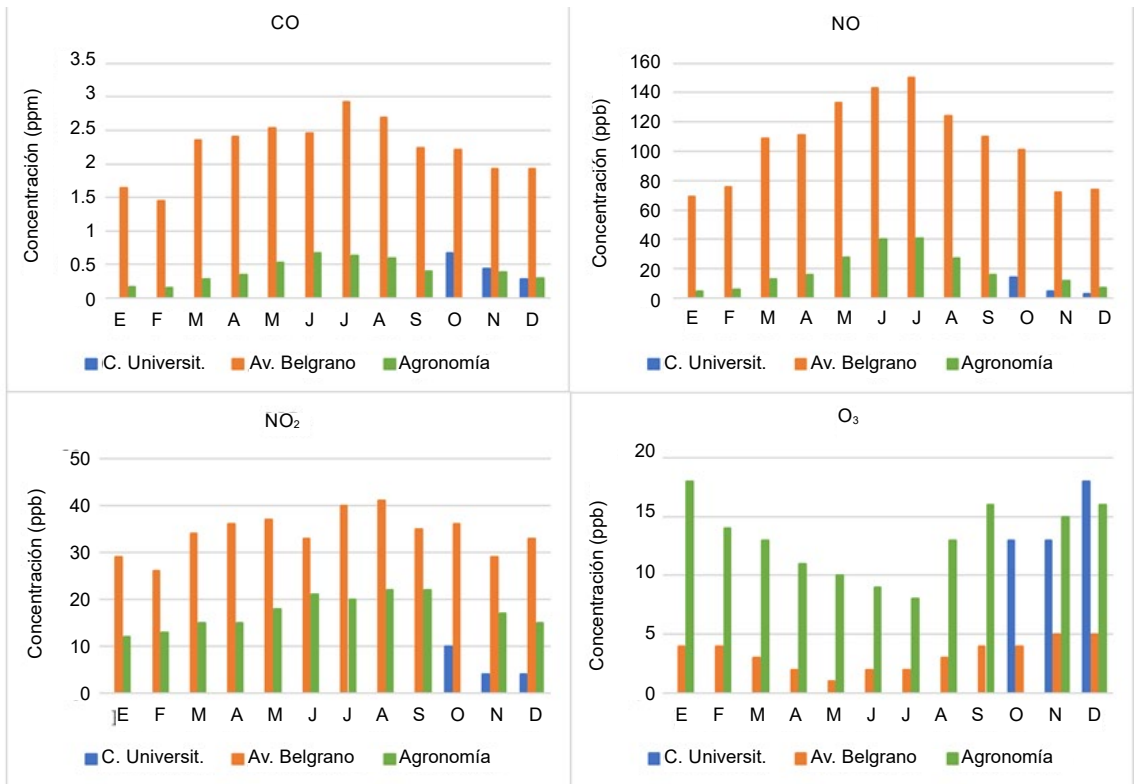 CO
Concentración (ppm)
3.5
3
2.5
2
1.5
1
0.5
0
E F M A M J J A S O N D
C. Universit. Av. Belgrano Agronomía
NO
Concentración (ppb)
160
140
120
100
80
60
40
20
0
E F M A M J J A S O N D
C. Universit. Av. Belgrano Agronomía
NO₂
Concentración (ppb)
50
40
30
20
10
0
E F M A M J J A S O N D
C. Universit. Av. Belgrano Agronomía
O₃
Concentración (ppb)
20
15
10
5
0
E F M A M J J A S O N D
C. Universit. Av. Belgrano Agronomía